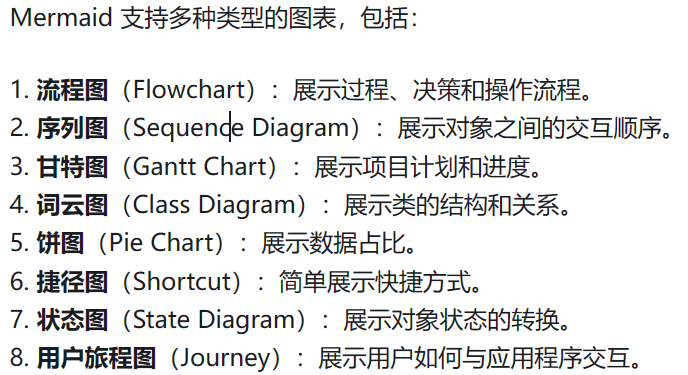 Mermaid 支持多种类型的图表，包括：
1. 流程图（Flowchart）：展示过程、决策和操作流程。
2. 序列图（Sequence Diagram）：展示对象之间的交互顺序。
3. 甘特图（Gantt Chart）：展示项目计划和进度。
4. 词云图（Class Diagram）：展示类的结构和关系。
5. 饼图（Pie Chart）：展示数据占比。
6. 捷径图（Shortcut）：简单展示快捷方式。
7. 状态图（State Diagram）：展示对象状态的转换。
8. 用户旅程图（Journey）：展示用户如何与应用程序交互。